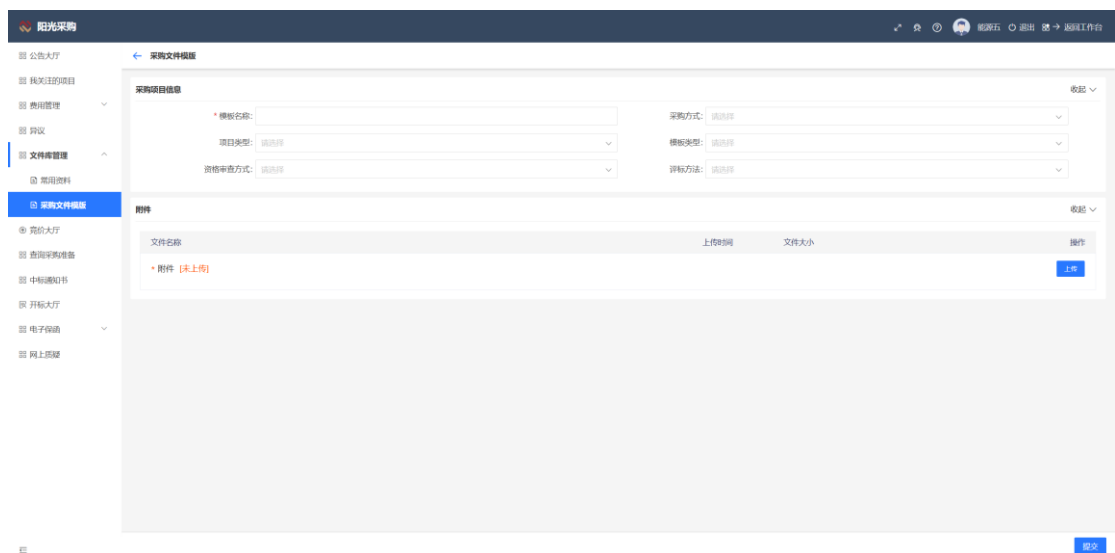 阳光采购
能源五 退出 返回工作台
公告大厅
我关注的项目
费用管理
异议
文件库管理
常用资料
采购文件模版
竞价大厅
查询采购准备
中标通知书
开标大厅
电子保函
网上质疑
← 采购文件模版
采购项目信息 收起
* 模板名称: 采购方式: 请选择
项目类型: 请选择 模板类型: 请选择
资格审查方式: 请选择 评标方法: 请选择
附件 收起
文件名称 上传时间 文件大小 操作
* 附件 [未上传] 上传
提交